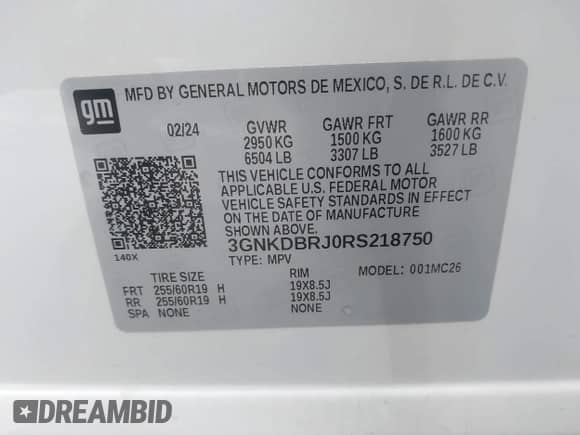 gm MFD BY GENERAL MOTORS DE MEXICO, S. DE R.L. DE C.V.
02/24 GVWR GAWR FRT GAWR RR
2950 KG 1500 KG 1600 KG
6504 LB 3307 LB 3527 LB
THIS VEHICLE CONFORMS TO ALL
APPLICABLE U.S. FEDERAL MOTOR
VEHICLE SAFETY STANDARDS IN EFFECT
ON THE DATE OF MANUFACTURE
SHOWN ABOVE.
3GNKDBRJ0RS218750
140X TYPE: MPV MODEL: 001MC26
TIRE SIZE RIM
FRT 255/60R19 H 19X8.5J
RR 255/60R19 H 19X8.5J
SPA NONE NONE
DREAMBID